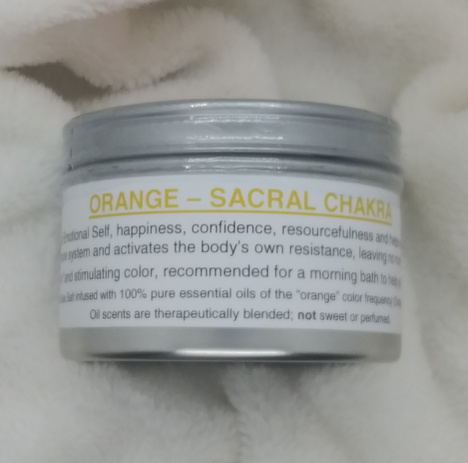 ORANGE – SACRAL CHAKRA
Emotional Self, happiness, confidence, resourcefulness and
system and activates the body's own resistance, leaving no
and stimulating color, recommended for a morning bath to
Salt infused with 100% pure essential oils of the "orange" color frequency
Oil scents are therapeutically blended; not sweet or perfumed.